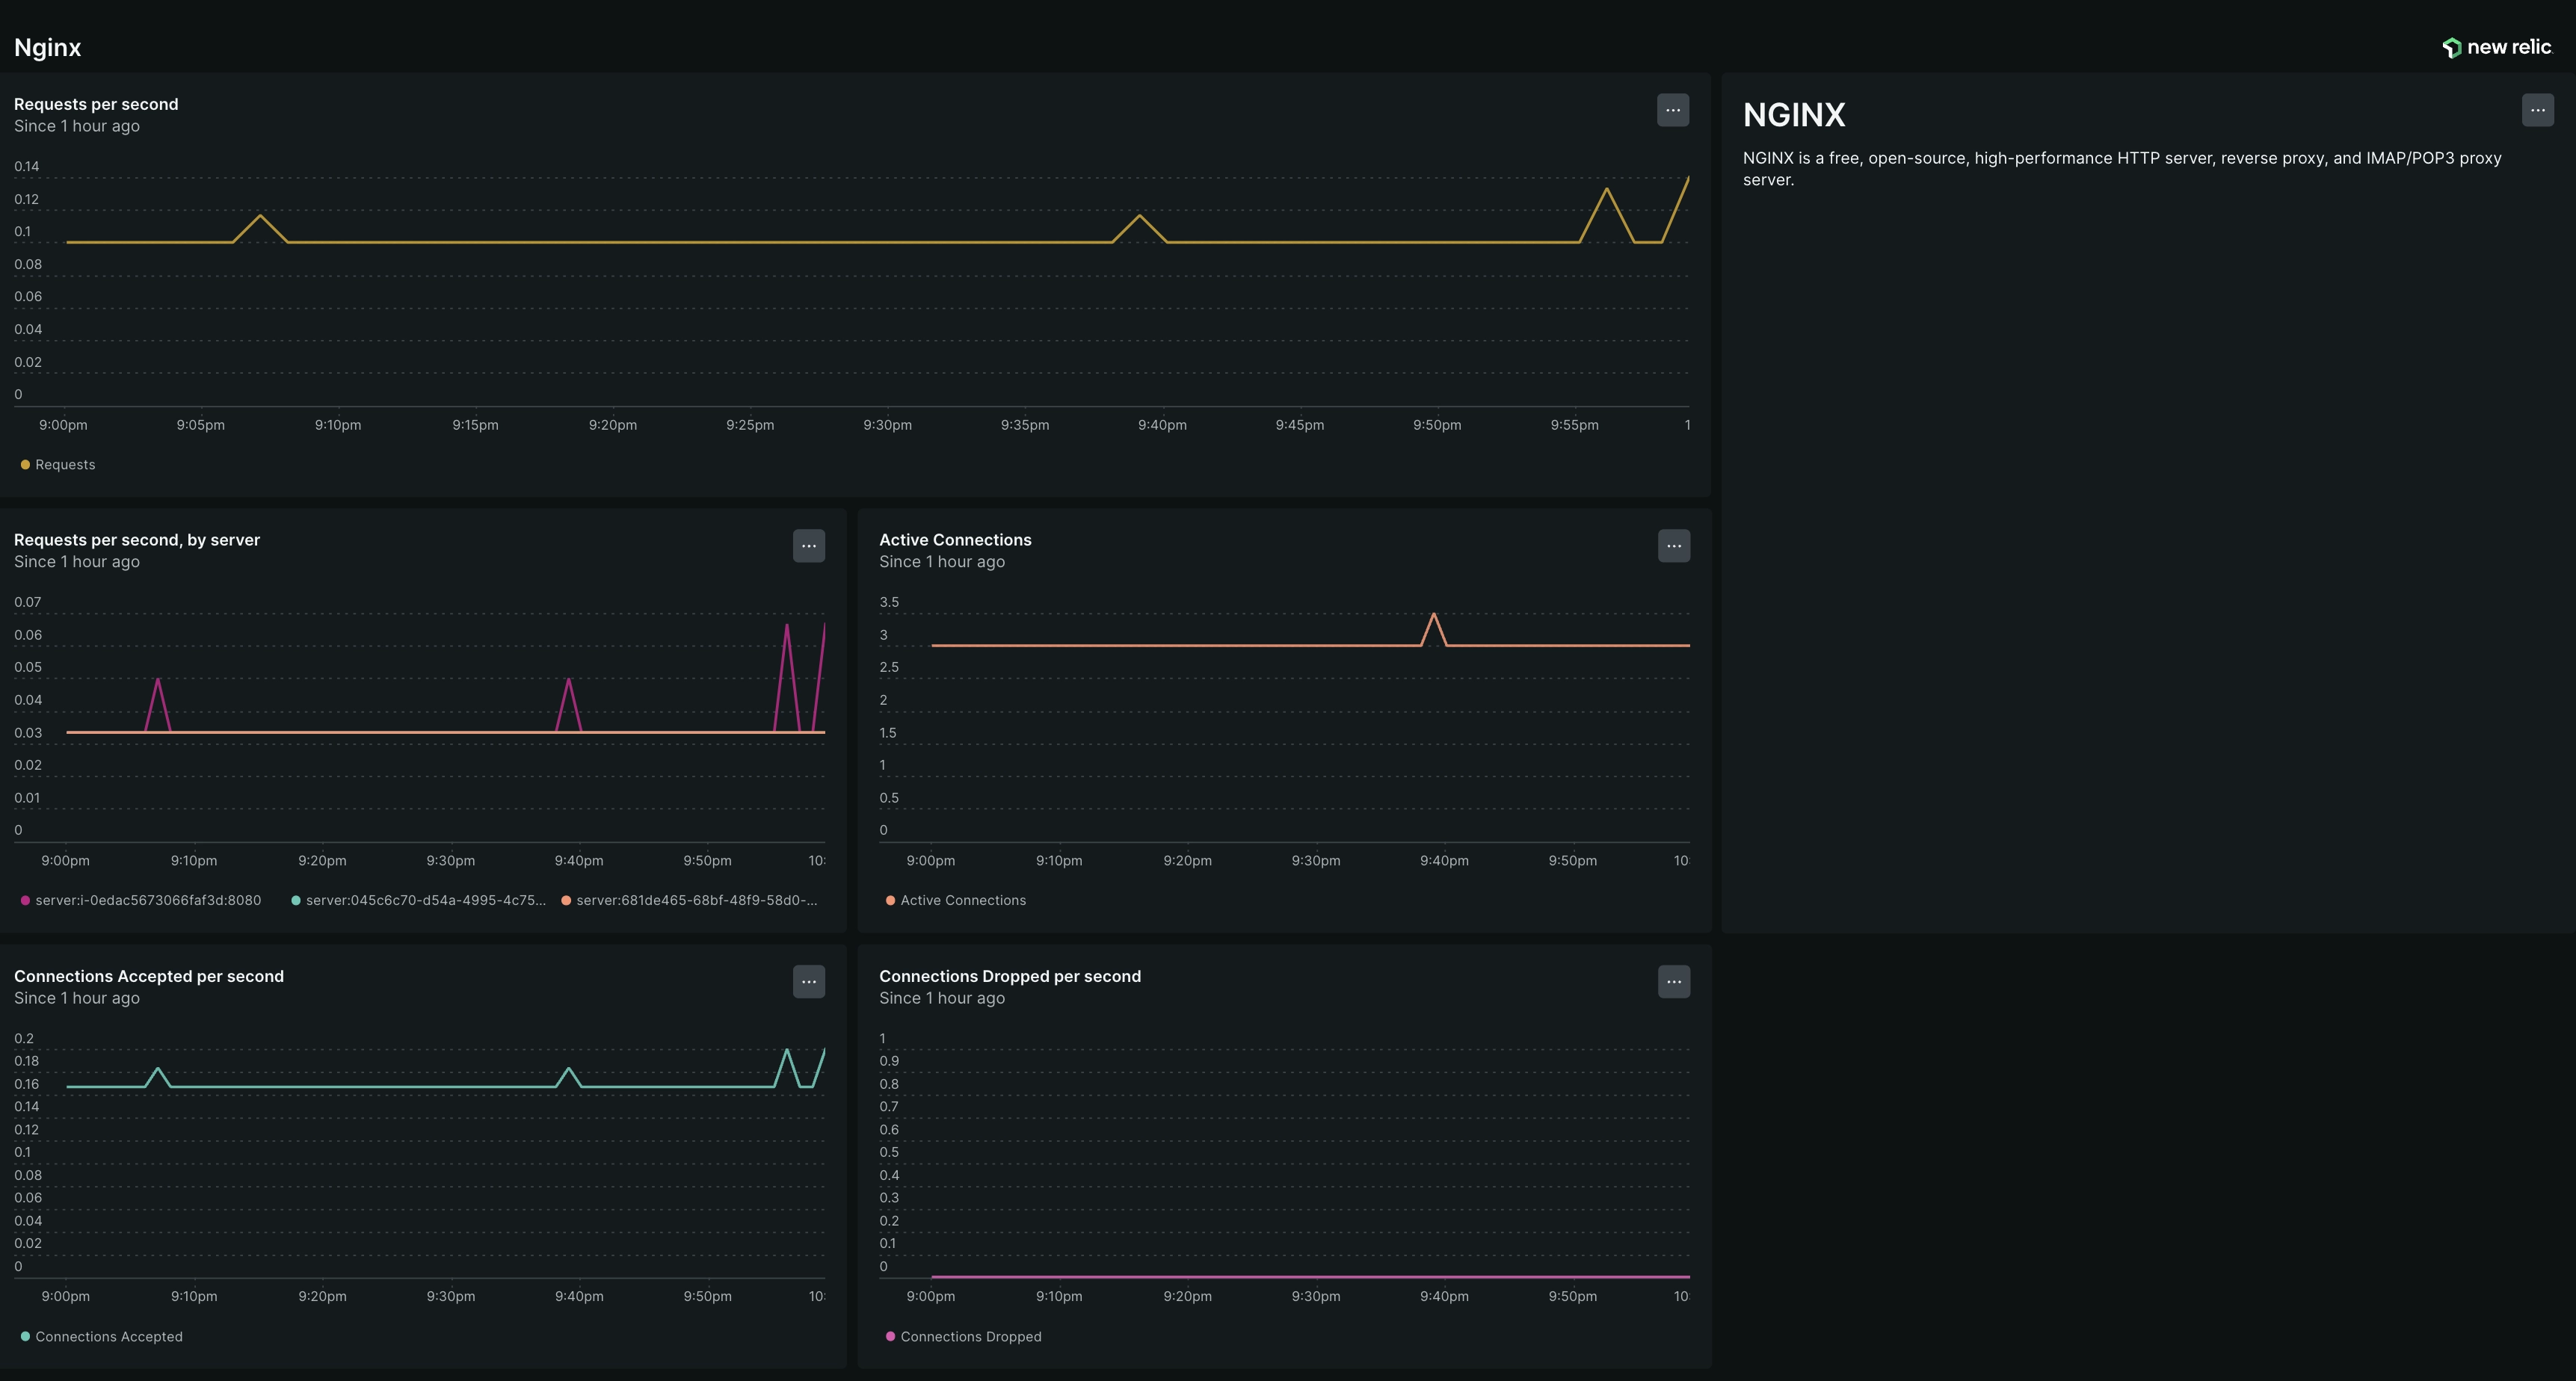 Nginx
new relic
Requests per second
Since 1 hour ago
0.14
0.12
0.1
0.08
0.06
0.04
0.02
0
9:00pm 9:05pm 9:10pm 9:15pm 9:20pm 9:25pm 9:30pm 9:35pm 9:40pm 9:45pm 9:50pm 9:55pm 1
Requests
NGINX
NGINX is a free, open-source, high-performance HTTP server, reverse proxy, and IMAP/POP3 proxy
server.
Requests per second, by server
Since 1 hour ago
0.07
0.06
0.05
0.04
0.03
0.02
0.01
0
9:00pm 9:10pm 9:20pm 9:30pm 9:40pm 9:50pm 10:
server:i-0edac5673066faf3d:8080 server:045c6c70-d54a-4995-4c75... server:681de465-68bf-48f9-58d0-...
Active Connections
Since 1 hour ago
3.5
3
2.5
2
1.5
1
0.5
0
9:00pm 9:10pm 9:20pm 9:30pm 9:40pm 9:50pm 10:
Active Connections
Connections Accepted per second
Since 1 hour ago
0.2
0.18
0.16
0.14
0.12
0.1
0.08
0.06
0.04
0.02
0
9:00pm 9:10pm 9:20pm 9:30pm 9:40pm 9:50pm 10:
Connections Accepted
Connections Dropped per second
Since 1 hour ago
1
0.9
0.8
0.7
0.6
0.5
0.4
0.3
0.2
0.1
0
9:00pm 9:10pm 9:20pm 9:30pm 9:40pm 9:50pm 10:
Connections Dropped